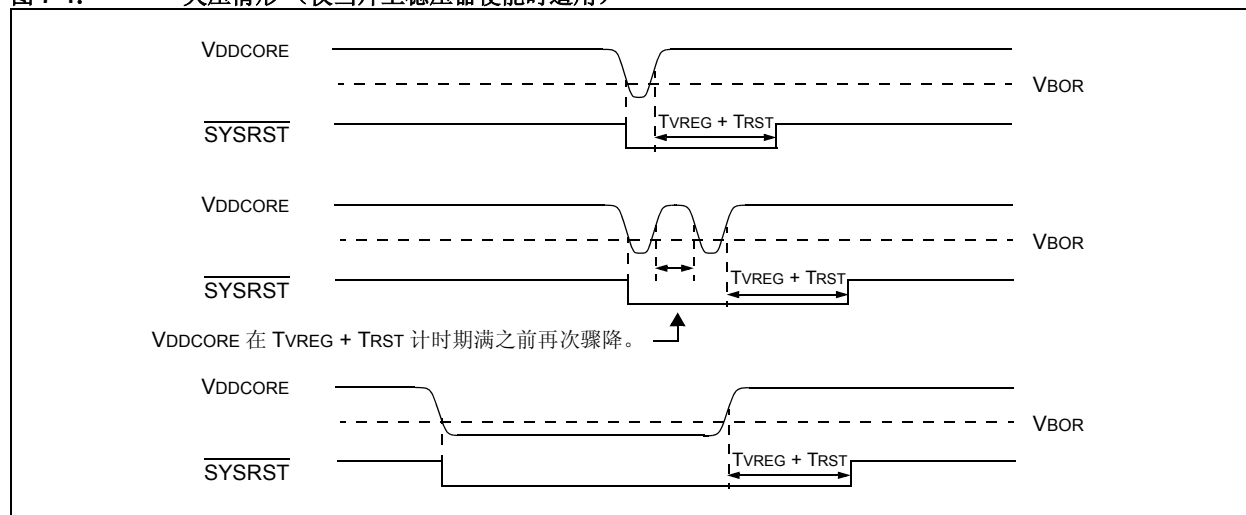 VDDCORE
VBOR
TVREG + TRST
SYSRST
VDDCORE
VBOR
TVREG + TRST
SYSRST
VDDCORE 在 TVREG + TRST 计时期满之前再次骤降。
VDDCORE
VBOR
TVREG + TRST
SYSRST